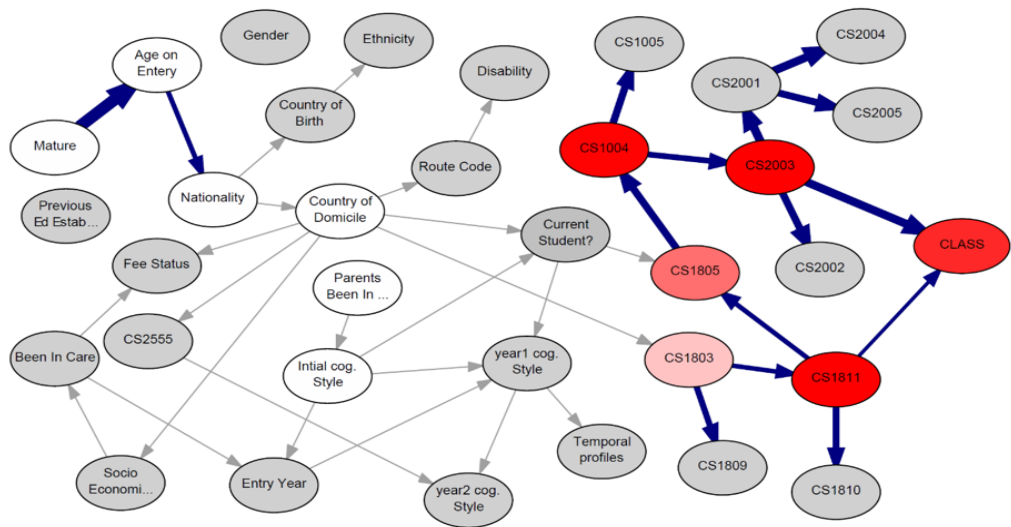 Gender
Ethnicity
CS1005
CS2004
Age on
Entery
Disability
CS2001
CS2005
Country of
Birth
Mature
CS1004
CS2003
Route Code
Nationality
Country of
Domicile
Previous
Ed Estab...
Current
Student?
CLASS
Fee Status
CS1805
CS2002
Parents
Been In ...
CS2555
Been In Care
Intial cog.
Style
year1 cog.
Style
CS1803
CS1811
Temporal
profiles
CS1809
Socio
Economi...
Entry Year
year2 cog.
Style
CS1810